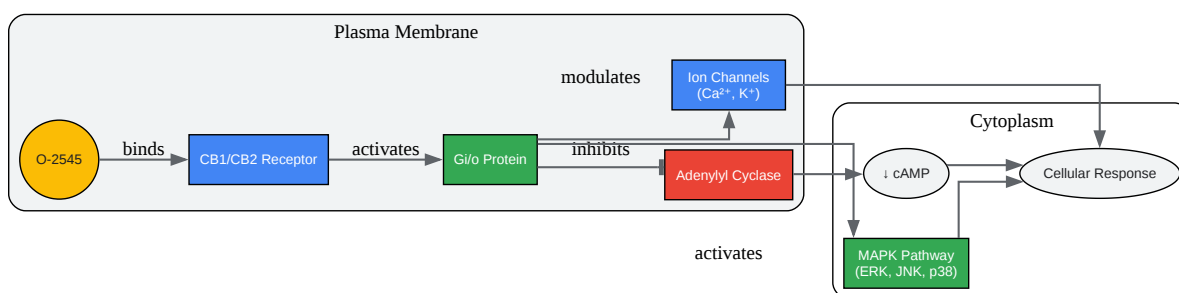 Plasma Membrane
modulates
Ion Channels
(Ca²⁺, K⁺)
Cytoplasm
O-2545
binds
CB1/CB2 Receptor
activates
Gi/o Protein
inhibits
Adenylyl Cyclase
↓ cAMP
Cellular Response
activates
MAPK Pathway
(ERK, JNK, p38)